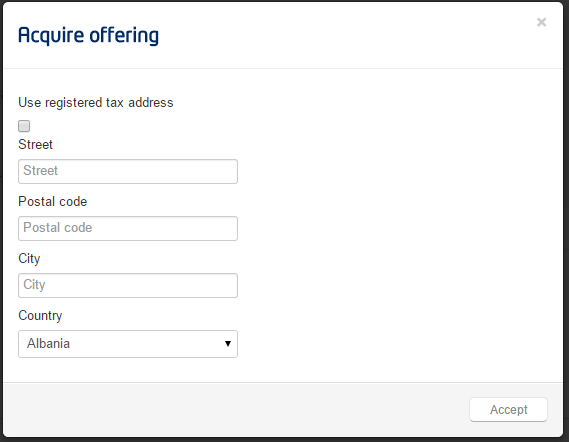 Acquire offering
×
Use registered tax address
Street
Street
Postal code
Postal code
City
City
Country
Albania
Accept